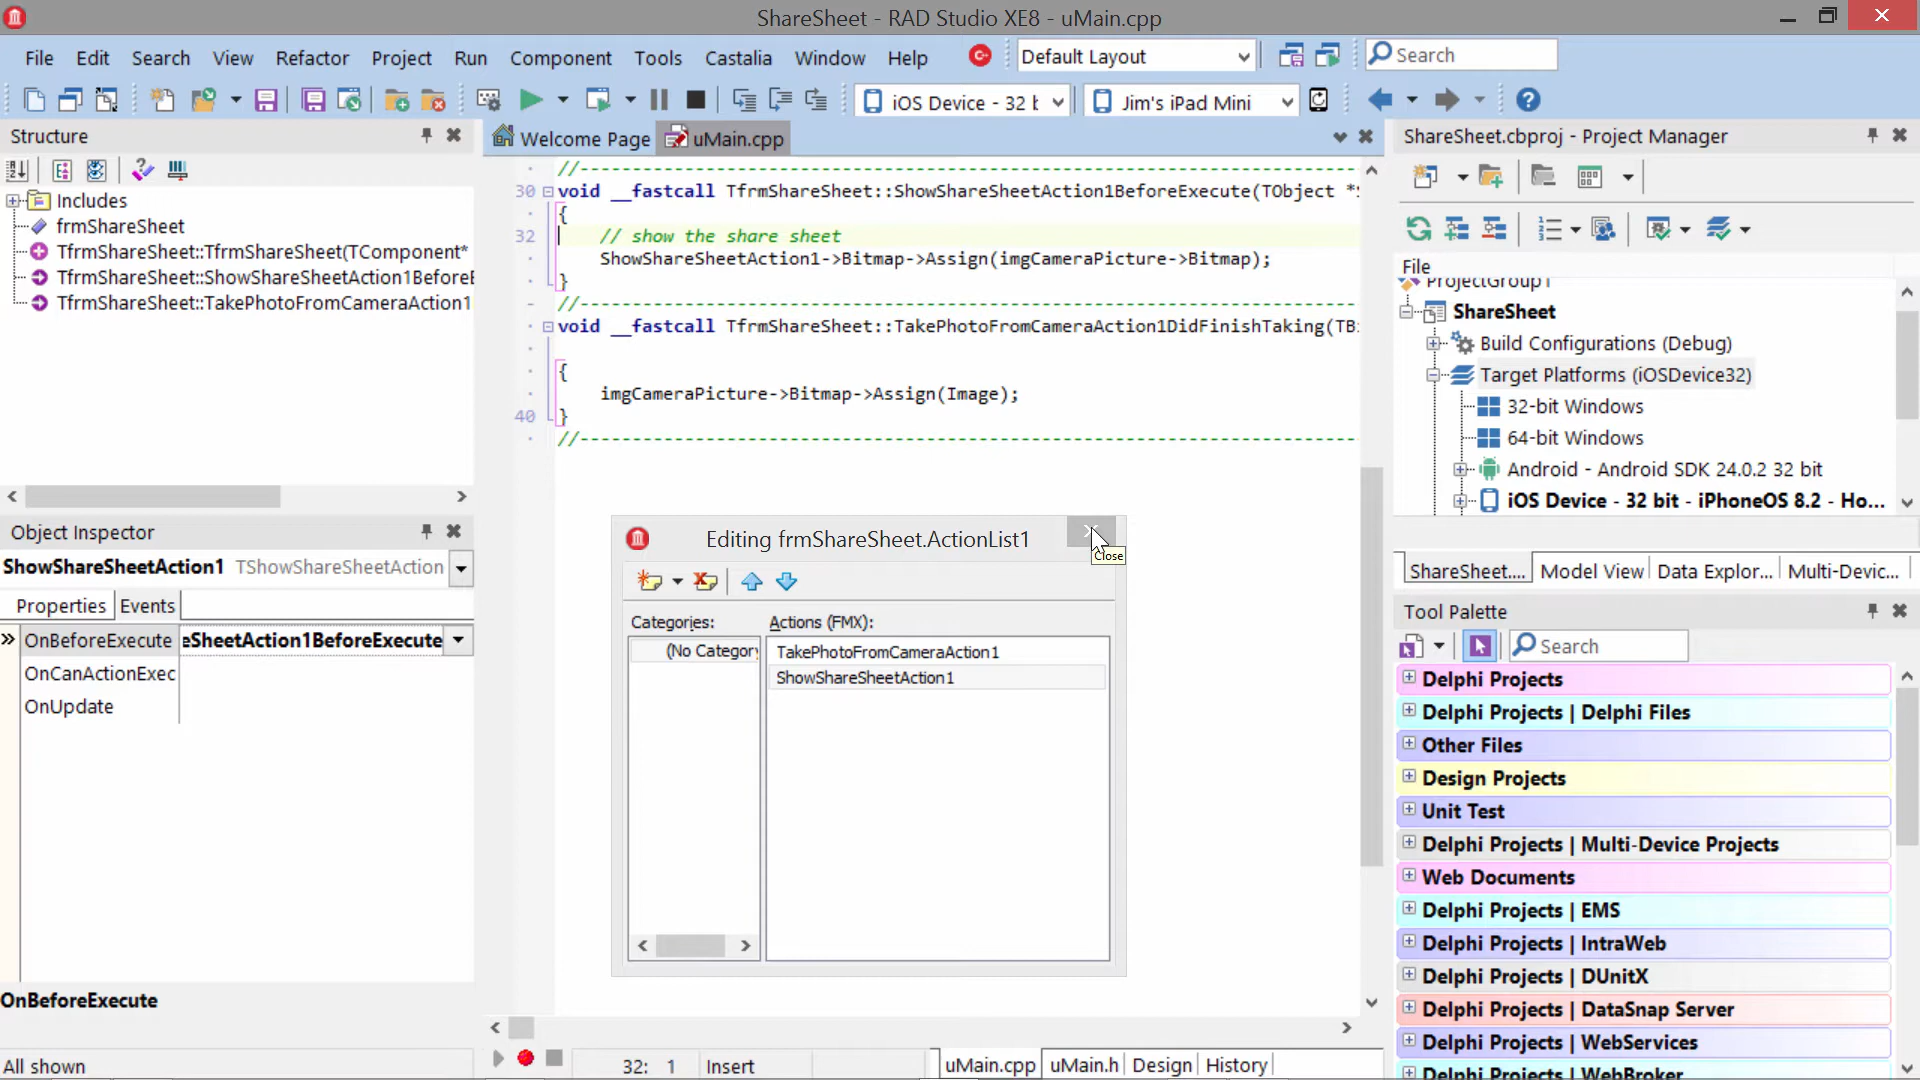 ShareSheet - RAD Studio XE8 - uMain.cpp
File Edit Search View Refactor Project Run Component Tools Castalia Window Help
Default Layout
Search
iOS Device - 32 b
Jim's iPad Mini
Structure
Includes
frmShareSheet
TfrmShareSheet::TfrmShareSheet(TComponent*
TfrmShareSheet::ShowShareSheetAction1BeforeE
TfrmShareSheet::TakePhotoFromCameraAction1
Welcome Page
uMain.cpp
//--------------------------------------------------------------------------
30 void __fastcall TfrmShareSheet::ShowShareSheetAction1BeforeExecute(TObject *
{
32 // show the share sheet
ShowShareSheetAction1->Bitmap->Assign(imgCameraPicture->Bitmap);
}
//--------------------------------------------------------------------------
void __fastcall TfrmShareSheet::TakePhotoFromCameraAction1DidFinishTaking(TB
{
imgCameraPicture->Bitmap->Assign(Image);
40 }
//--------------------------------------------------------------------------
Object Inspector
ShowShareSheetAction1 TShowShareSheetAction
Properties Events
OnBeforeExecute eSheetAction1BeforeExecute
OnCanActionExec
OnUpdate
OnBeforeExecute
All shown
Editing frmShareSheet.ActionList1
Close
Categories:
(No Category
Actions (FMX):
TakePhotoFromCameraAction1
ShowShareSheetAction1
32: 1 Insert
uMain.cpp uMain.h Design History
ShareSheet.cbproj - Project Manager
File
ProjectGroup1
ShareSheet
Build Configurations (Debug)
Target Platforms (iOSDevice32)
32-bit Windows
64-bit Windows
Android - Android SDK 24.0.2 32 bit
iOS Device - 32 bit - iPhoneOS 8.2 - Ho...
ShareSheet.... Model View Data Explor... Multi-Devic...
Tool Palette
Search
Delphi Projects
Delphi Projects | Delphi Files
Other Files
Design Projects
Unit Test
Delphi Projects | Multi-Device Projects
Web Documents
Delphi Projects | EMS
Delphi Projects | IntraWeb
Delphi Projects | DUnitX
Delphi Projects | DataSnap Server
Delphi Projects | WebServices
Delphi Projects | WebBroker